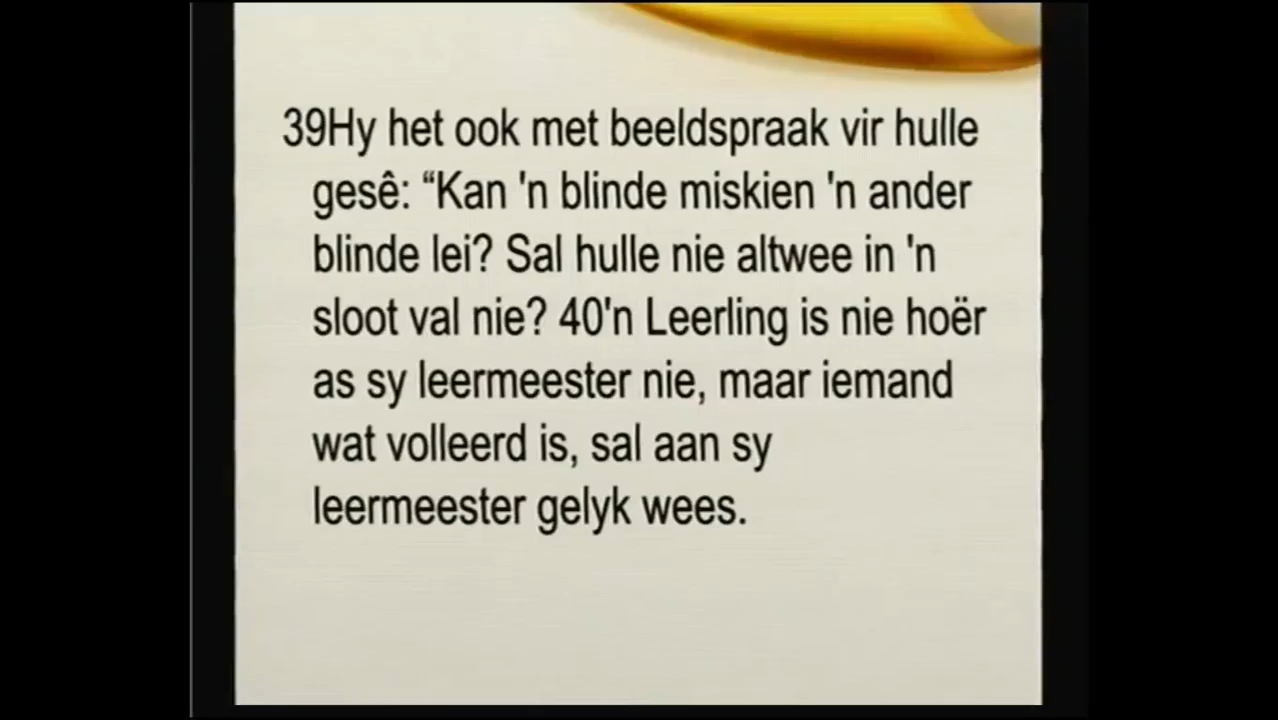 39Hy het ook met beeldspraak vir hulle
gesê: “Kan 'n blinde miskien 'n ander
blinde lei? Sal hulle nie altwee in 'n
sloot val nie? 40'n Leerling is nie hoër
as sy leermeester nie, maar iemand
wat volleerd is, sal aan sy
leermeester gelyk wees.